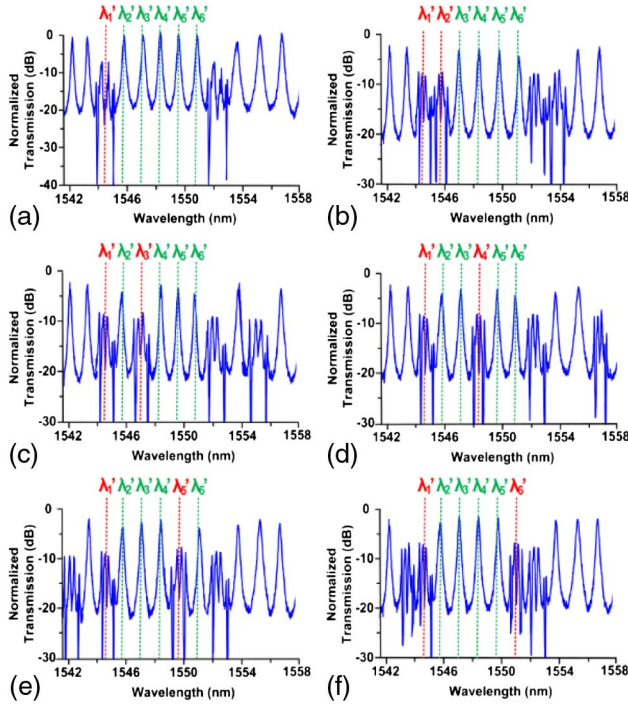 λ1' λ2' λ3' λ4' λ5' λ6'
Normalized
Transmission (dB)
0
-10
-20
-30
-40
1542 1546 1550 1554 1558
Wavelength (nm)
(a)
λ1' λ2' λ3' λ4' λ5' λ6'
Normalized
Transmission (dB)
0
-10
-20
-30
1542 1546 1550 1554 1558
Wavelength (nm)
(b)
λ1' λ2' λ3' λ4' λ5' λ6'
Normalized
Transmission (dB)
0
-10
-20
-30
1542 1546 1550 1554 1558
Wavelength (nm)
(c)
λ1' λ2' λ3' λ4' λ5' λ6'
Normalized
Transmission (dB)
0
-10
-20
-30
1542 1546 1550 1554 1558
Wavelength (nm)
(d)
λ1' λ2' λ3' λ4' λ5' λ6'
Normalized
Transmission (dB)
0
-10
-20
-30
1542 1546 1550 1554 1558
Wavelength (nm)
(e)
λ1' λ2' λ3' λ4' λ5' λ6'
Normalized
Transmission (dB)
0
-10
-20
-30
1542 1546 1550 1554 1558
Wavelength (nm)
(f)